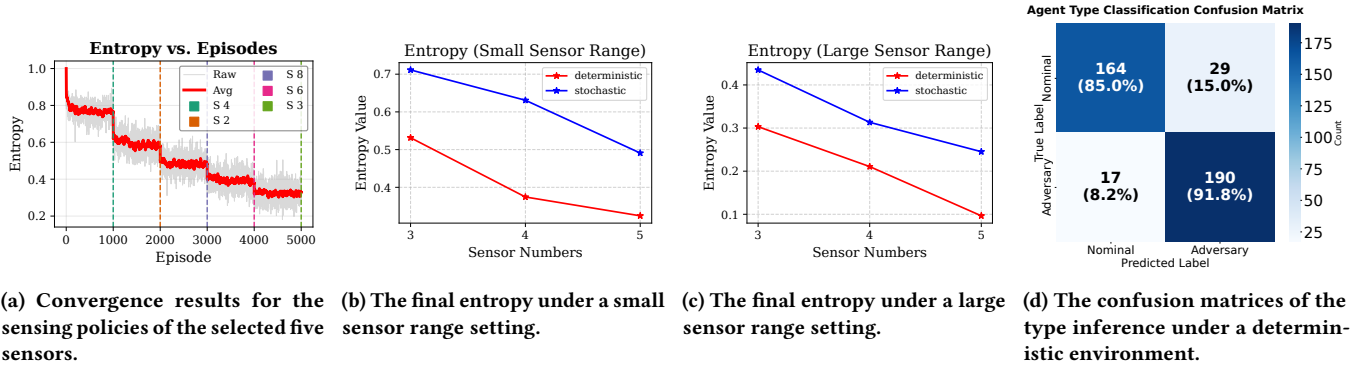 Entropy vs. Episodes
Entropy
1.0
0.8
0.6
0.4
0.2
Raw
Avg
S 4
S 2
S 8
S 6
S 3
0
1000
2000
3000
4000
5000
Episode
(a) Convergence results for the
sensing policies of the selected five
sensors.
Entropy (Small Sensor Range)
Entropy Value
0.7
0.6
0.5
0.4
deterministic
stochastic
3
4
5
Sensor Numbers
(b) The final entropy under a small
sensor range setting.
Entropy (Large Sensor Range)
Entropy Value
0.4
0.3
0.2
0.1
deterministic
stochastic
3
4
5
Sensor Numbers
(c) The final entropy under a large
sensor range setting.
Agent Type Classification Confusion Matrix
True Label
Nominal
Adversary
164
(85.0%)
29
(15.0%)
17
(8.2%)
190
(91.8%)
Nominal
Adversary
Predicted Label
175
150
125
100
75
50
25
Count
(d) The confusion matrices of the
type inference under a determin-
istic environment.